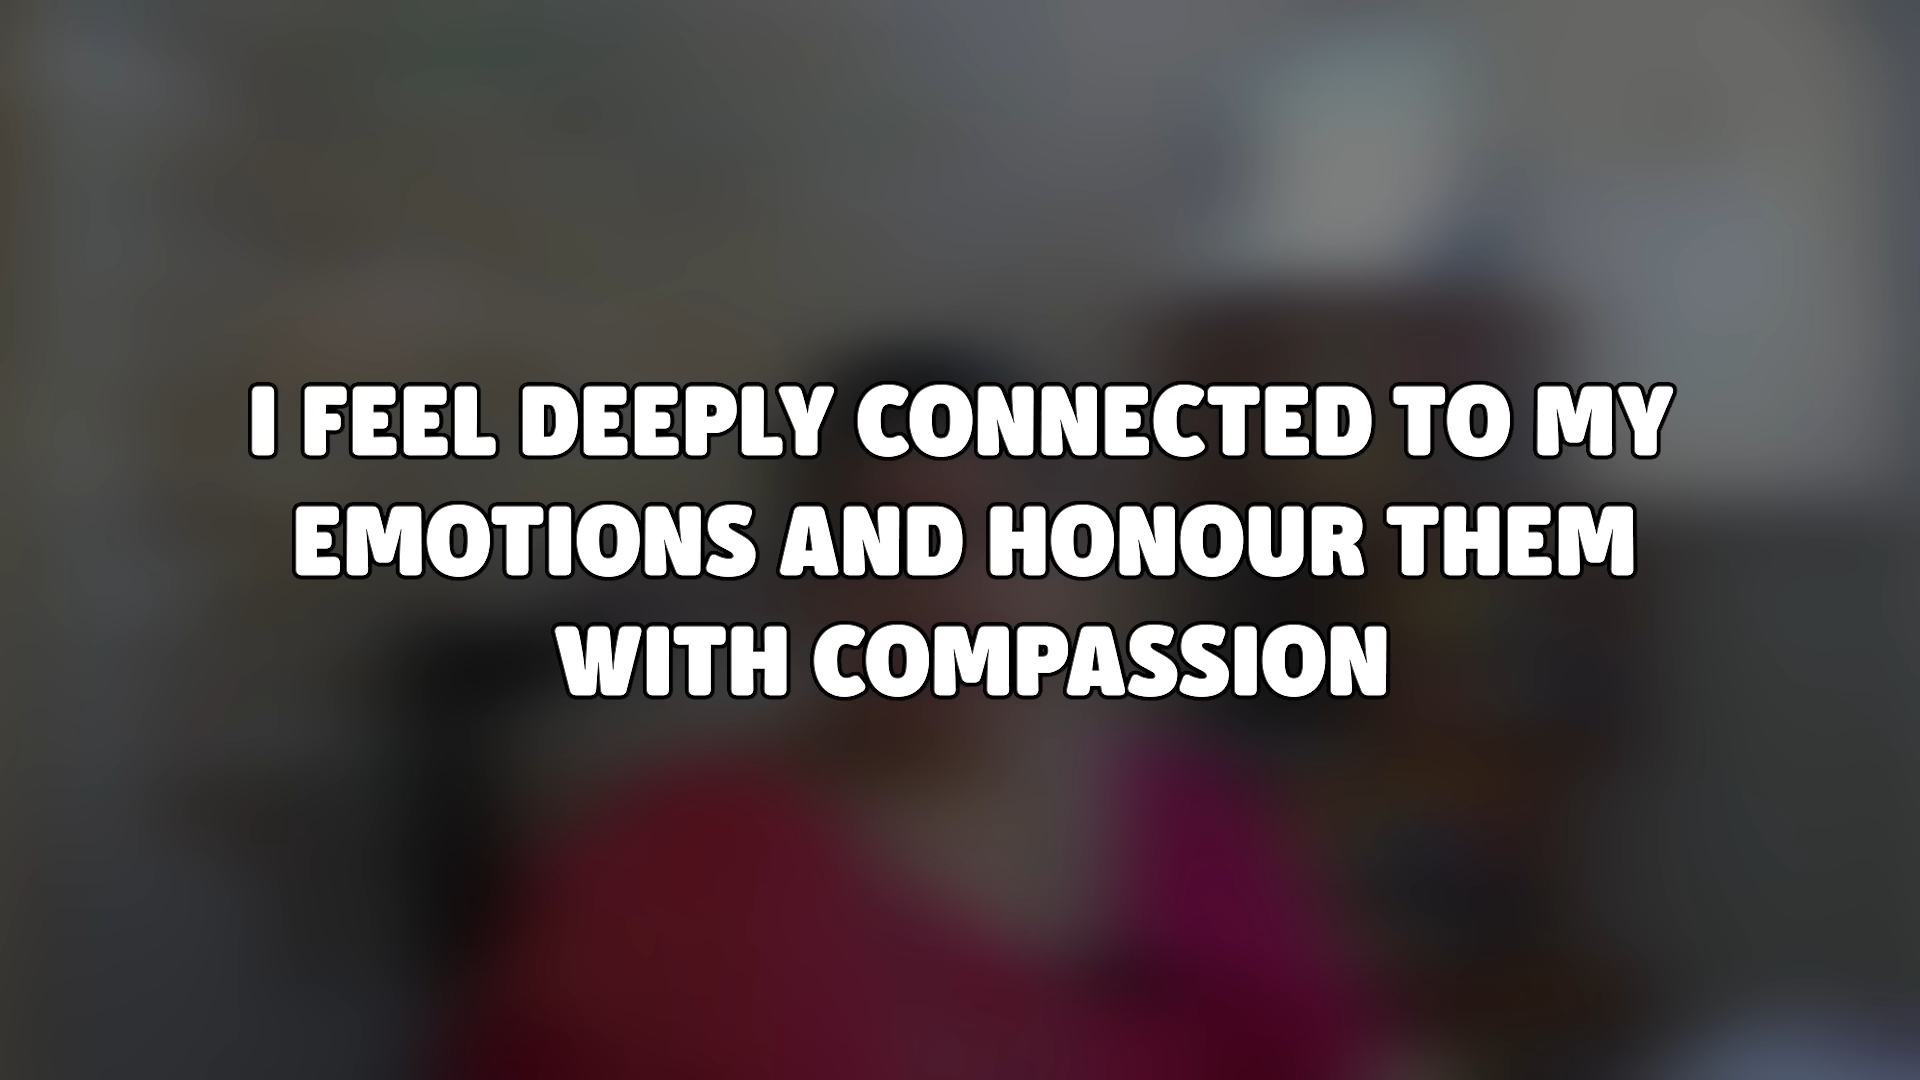 I FEEL DEEPLY CONNECTED TO MY
EMOTIONS AND HONOUR THEM
WITH COMPASSION